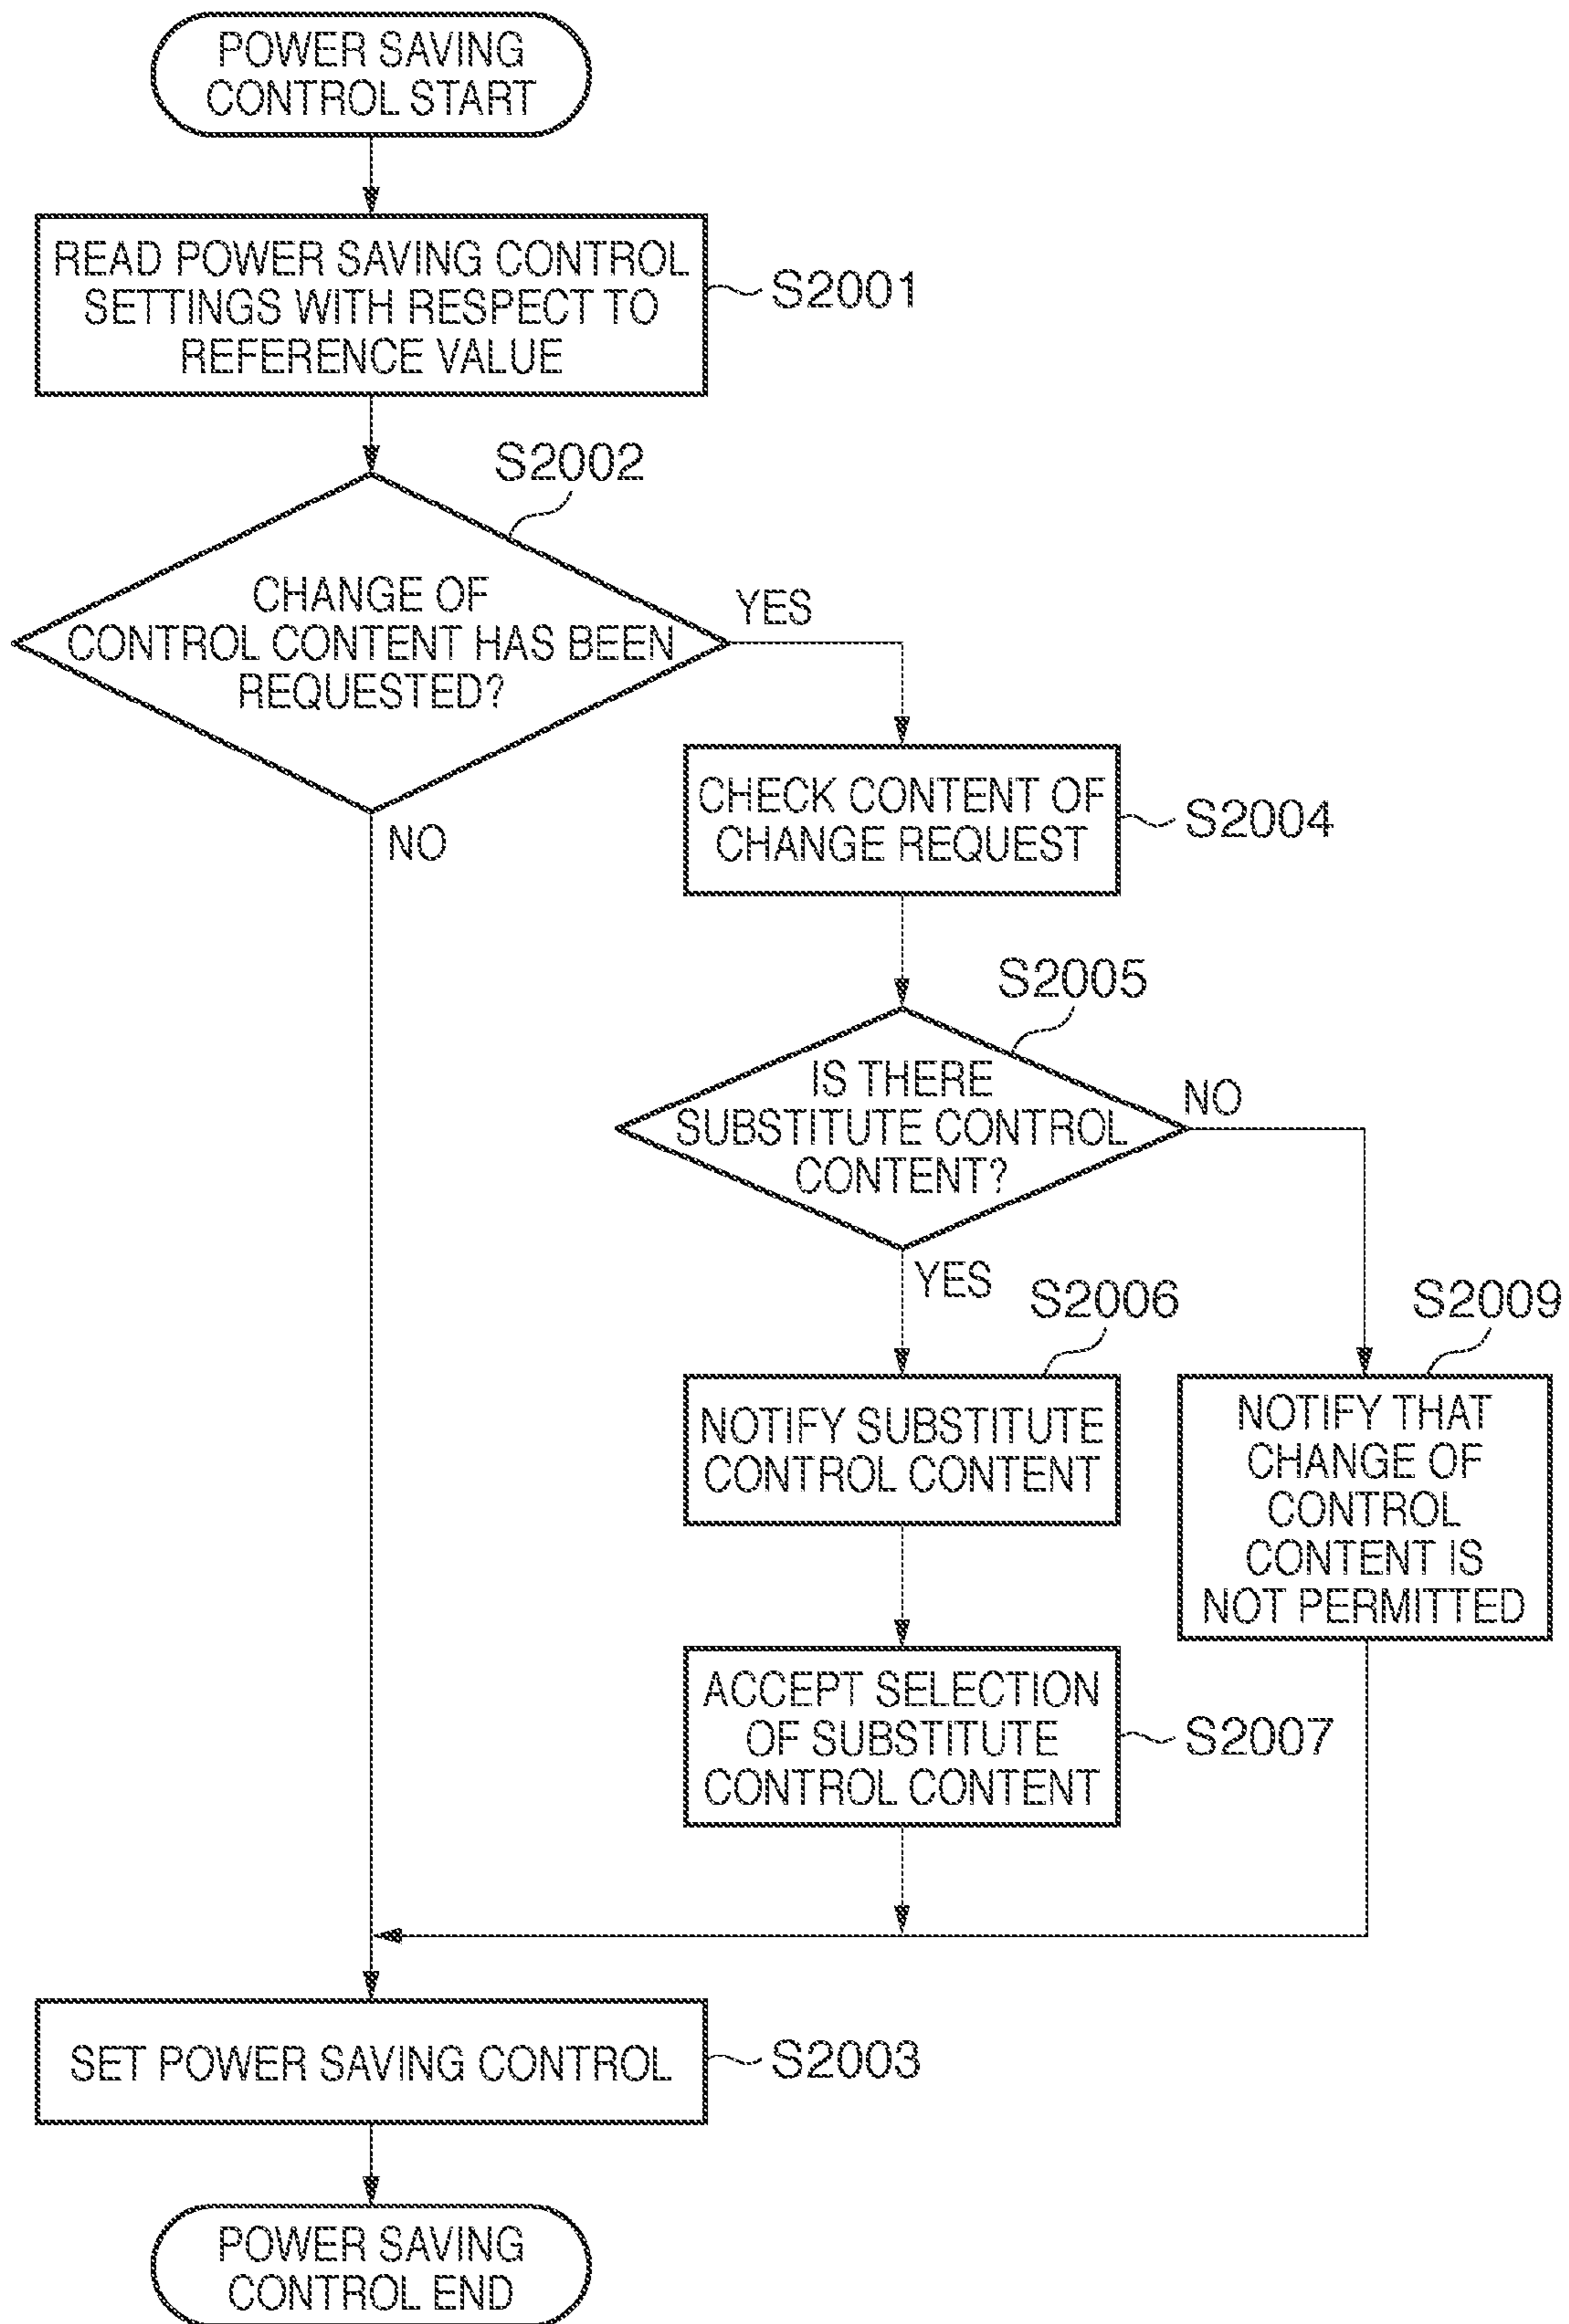 POWER SAVING
CONTROL START
READ POWER SAVING CONTROL
SETTINGS WITH RESPECT TO
REFERENCE VALUE
S2001
S2002
CHANGE OF
CONTROL CONTENT HAS BEEN
REQUESTED?
YES
NO
CHECK CONTENT OF
CHANGE REQUEST
S2004
S2005
IS THERE
SUBSTITUTE CONTROL
CONTENT?
NO
YES
S2006
NOTIFY SUBSTITUTE
CONTROL CONTENT
S2009
NOTIFY THAT
CHANGE OF
CONTROL
CONTENT IS
NOT PERMITTED
ACCEPT SELECTION
OF SUBSTITUTE
CONTROL CONTENT
S2007
SET POWER SAVING CONTROL
S2003
POWER SAVING
CONTROL END